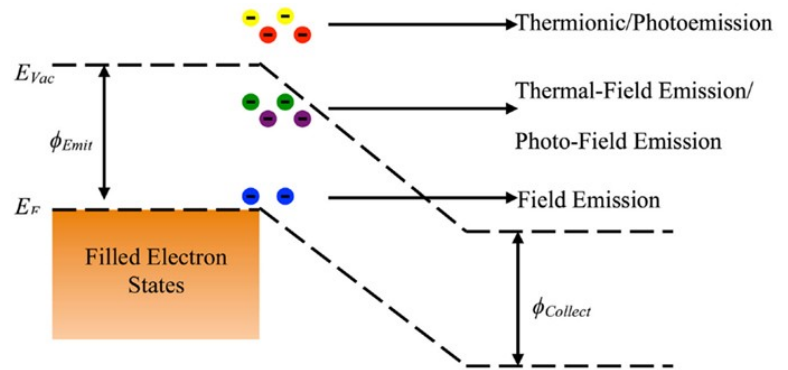 Thermionic/Photoemission
E_Vac
Thermal-Field Emission/
ϕ_Emit
Photo-Field Emission
E_F
Field Emission
Filled Electron
States
ϕ_Collect